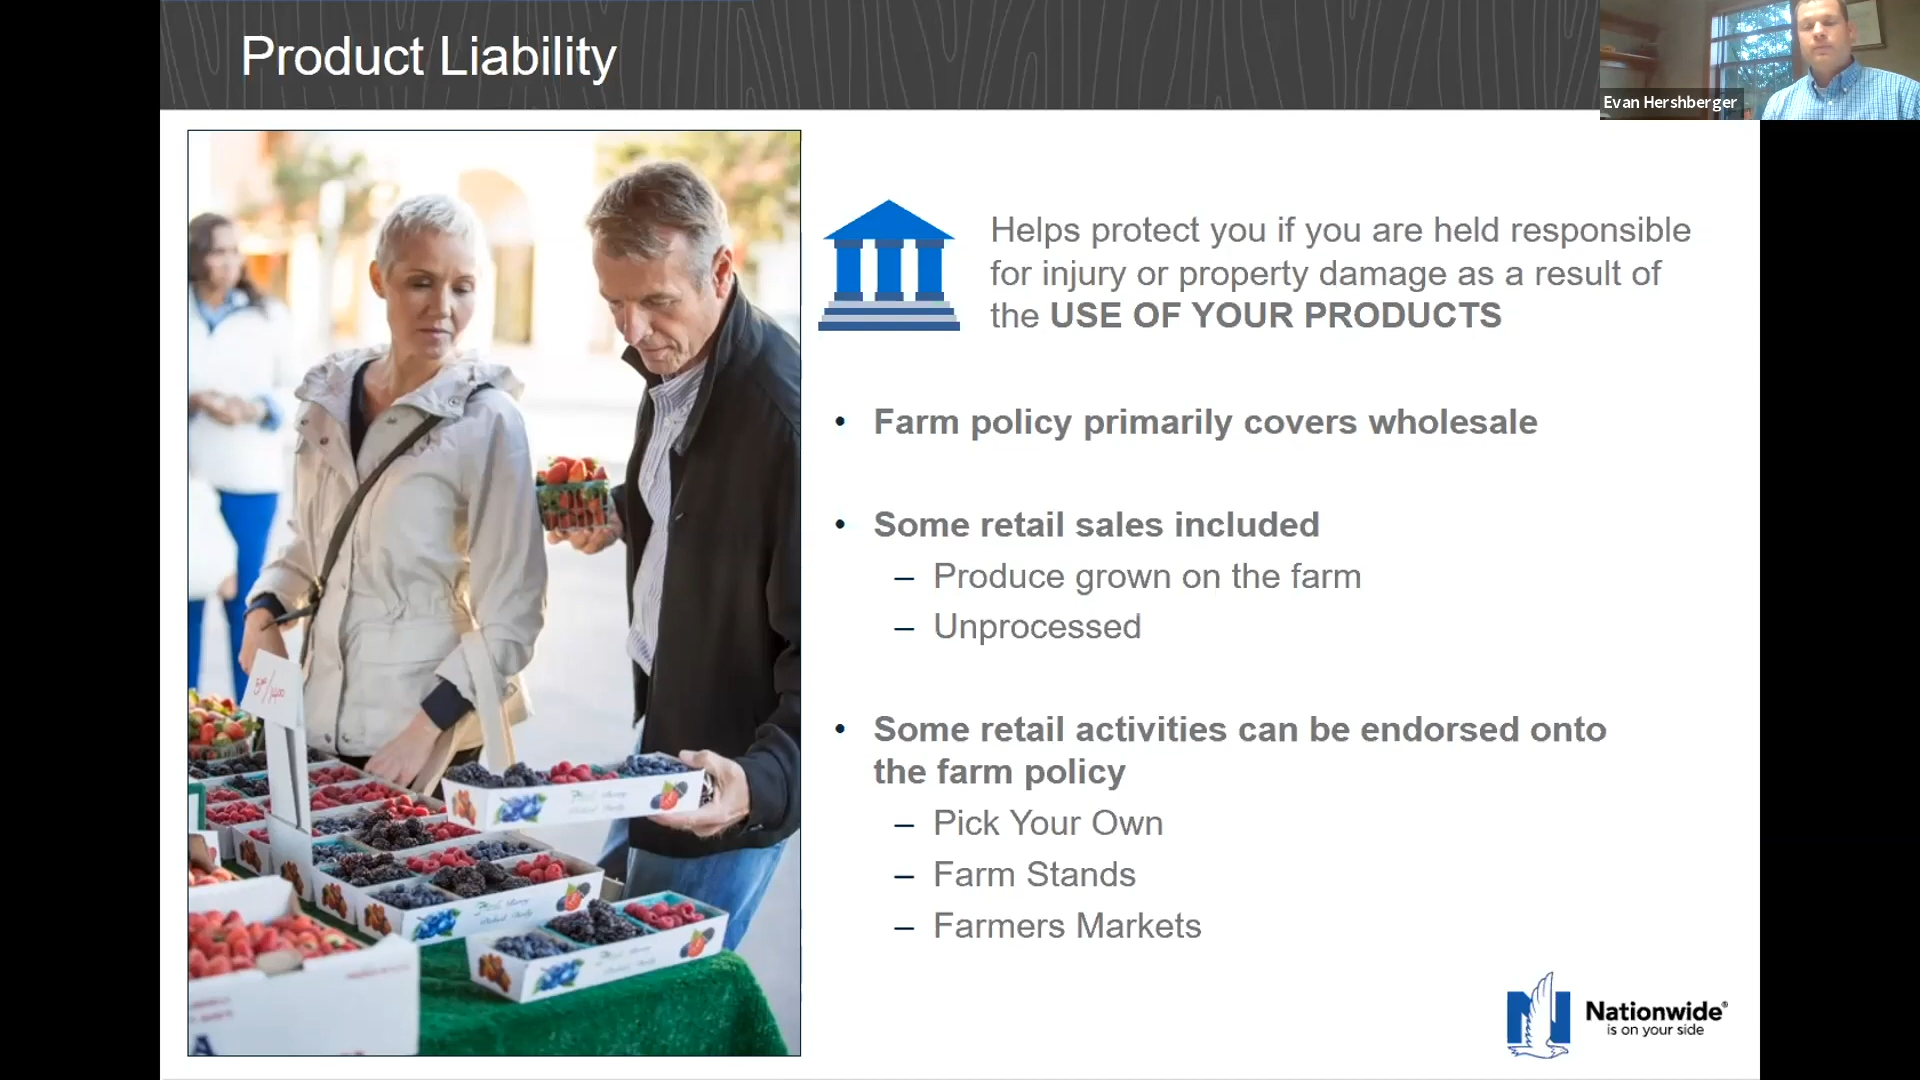 Product Liability
Evan Hershberger
Helps protect you if you are held responsible
for injury or property damage as a result of
the USE OF YOUR PRODUCTS
• Farm policy primarily covers wholesale
• Some retail sales included
– Produce grown on the farm
– Unprocessed
• Some retail activities can be endorsed onto
the farm policy
– Pick Your Own
– Farm Stands
– Farmers Markets
Nationwide®
is on your side